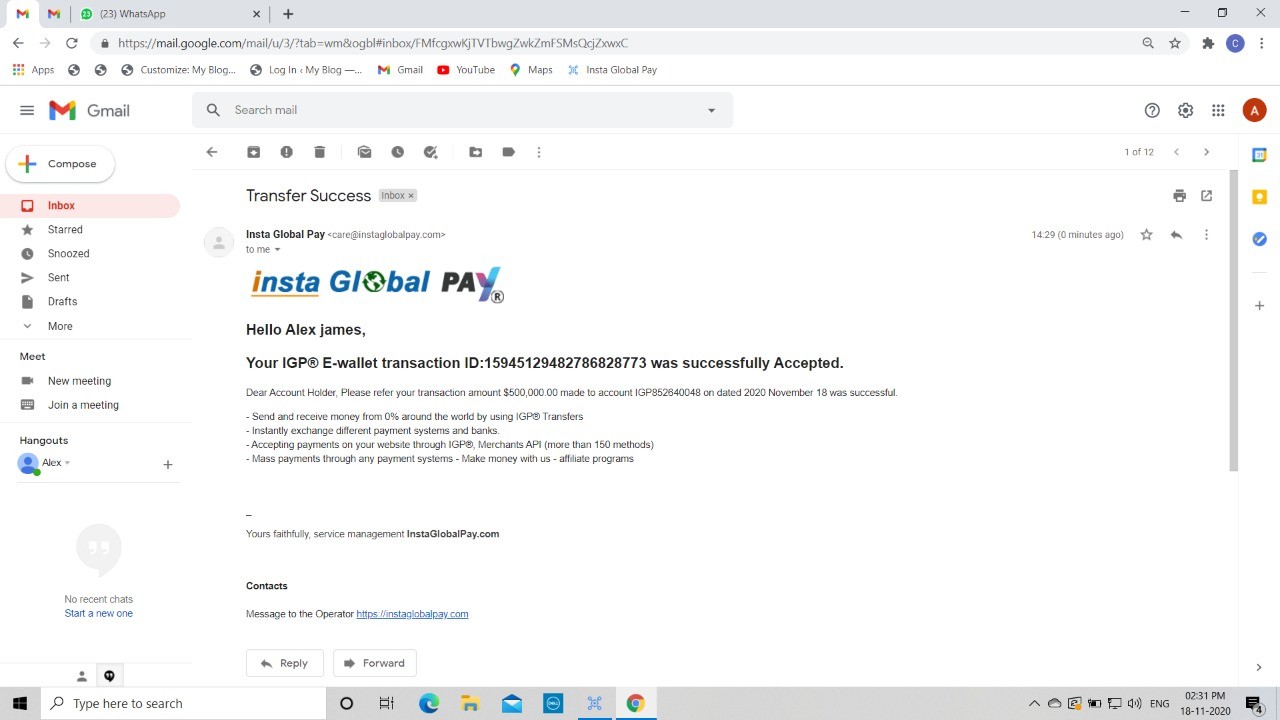 (23) WhatsApp
https://mail.google.com/mail/u/3/?tab=wm&ogbl#inbox/FMfcgxwKjTVTbwgZwkZmFSMsQcjZxwxC
C
Apps Customize: My Blog... Log In ‹ My Blog —... Gmail YouTube Maps Insta Global Pay
Gmail
Search mail
A
Compose
1 of 12
Inbox
Starred
Snoozed
Sent
Drafts
More
Meet
New meeting
Join a meeting
Hangouts
Alex
No recent chats
Start a new one
Transfer Success Inbox ×
Insta Global Pay <care@instaglobalpay.com>
14:29 (0 minutes ago)
to me
insta Global PAY®
Hello Alex james,
Your IGP® E-wallet transaction ID:15945129482786828773 was successfully Accepted.
Dear Account Holder, Please refer your transaction amount $500,000.00 made to account IGP852640048 on dated 2020 November 18 was successful.
- Send and receive money from 0% around the world by using IGP® Transfers
- Instantly exchange different payment systems and banks.
- Accepting payments on your website through IGP®, Merchants API (more than 150 methods)
- Mass payments through any payment systems - Make money with us - affiliate programs
–
Yours faithfully, service management InstaGlobalPay.com
Contacts
Message to the Operator https://instaglobalpay.com
Reply Forward
Type here to search
DELL
ENG
02:31 PM
18-11-2020
4